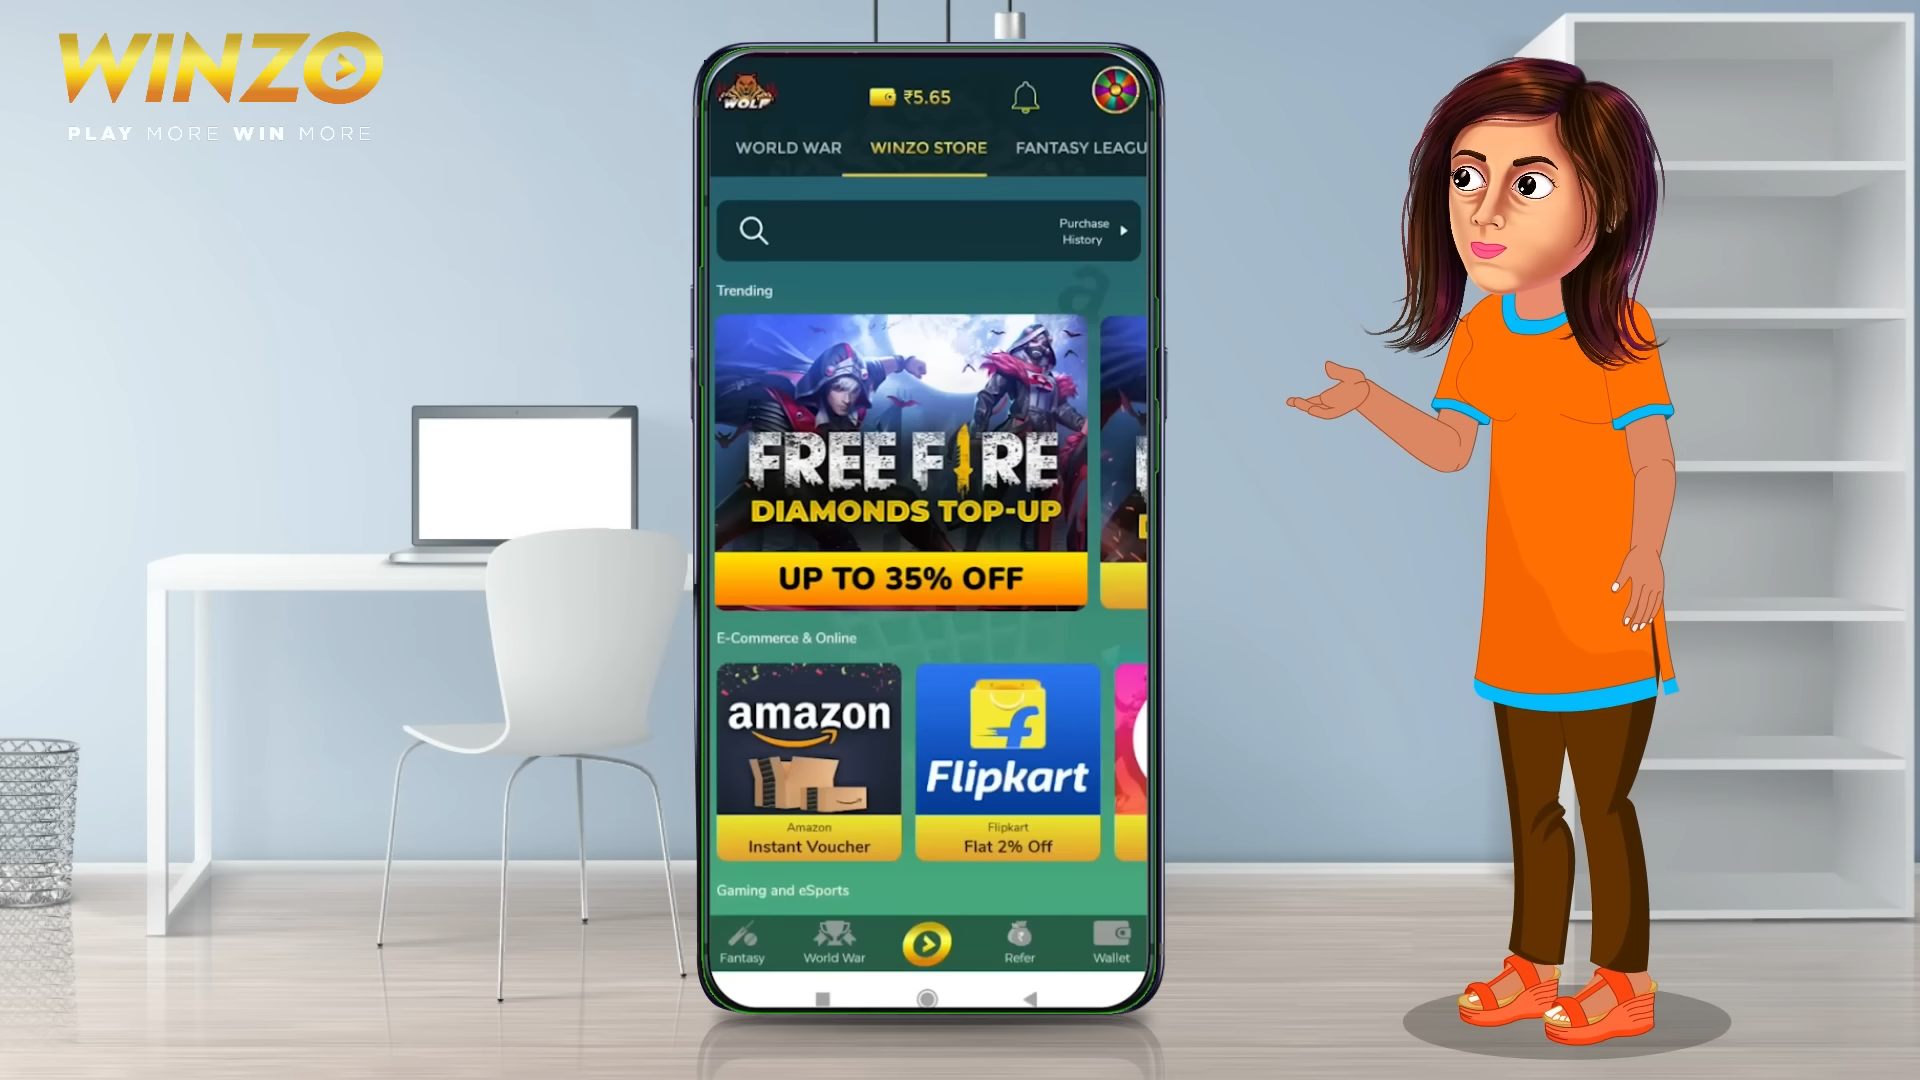 WINZO
PLAY MORE WIN MORE
WOLF
₹5.65
WORLD WAR
WINZO STORE
FANTASY LEAGU
Purchase
History
Trending
FREE FIRE
DIAMONDS TOP-UP
UP TO 35% OFF
E-Commerce & Online
amazon
Amazon
Instant Voucher
Flipkart
Flipkart
Flat 2% Off
Gaming and eSports
Fantasy
World War
Refer
Wallet